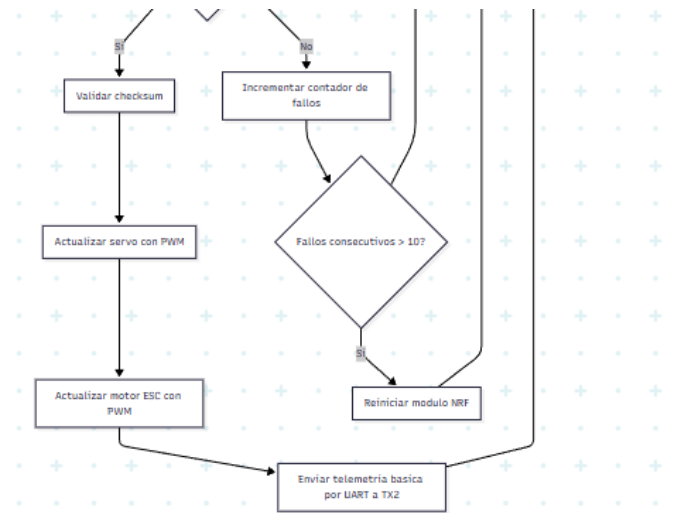 Sí
No
Validar checksum
Incrementar contador de
fallos
Actualizar servo con PWM
Fallos consecutivos > 10?
Sí
Actualizar motor ESC con
PWM
Reiniciar modulo NRF
Enviar telemetria basica
por UART a TX2